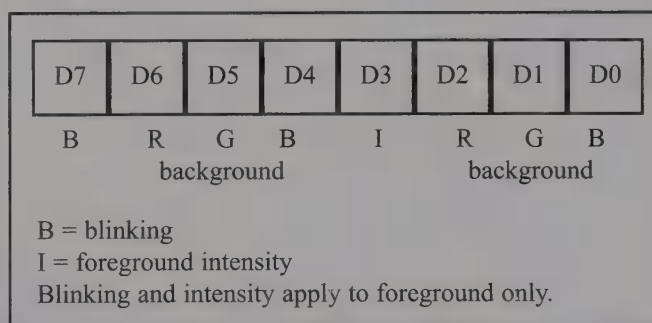 D7 D6 D5 D4 D3 D2 D1 D0
B R G B I R G B
background background
B = blinking
I = foreground intensity
Blinking and intensity apply to foreground only.